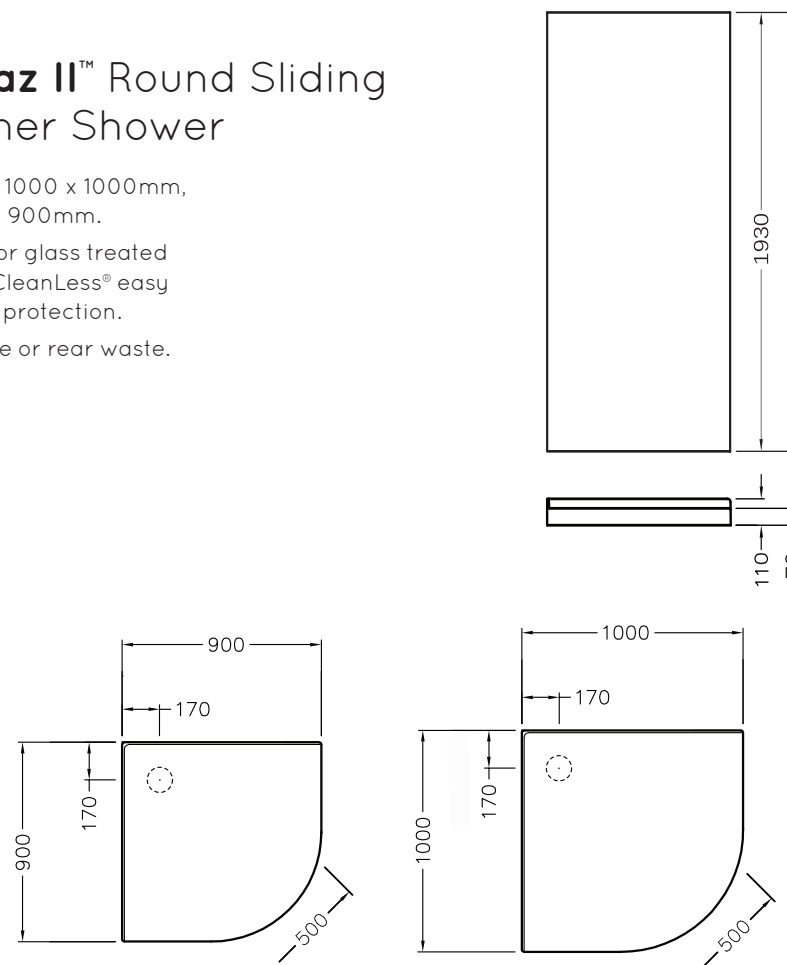 az II™ Round Sliding
ner Shower
1000 x 1000mm,
900mm.
or glass treated
CleanLess® easy
protection.
e or rear waste.
1930
110
900
170
170
900
500
1000
170
170
1000
500